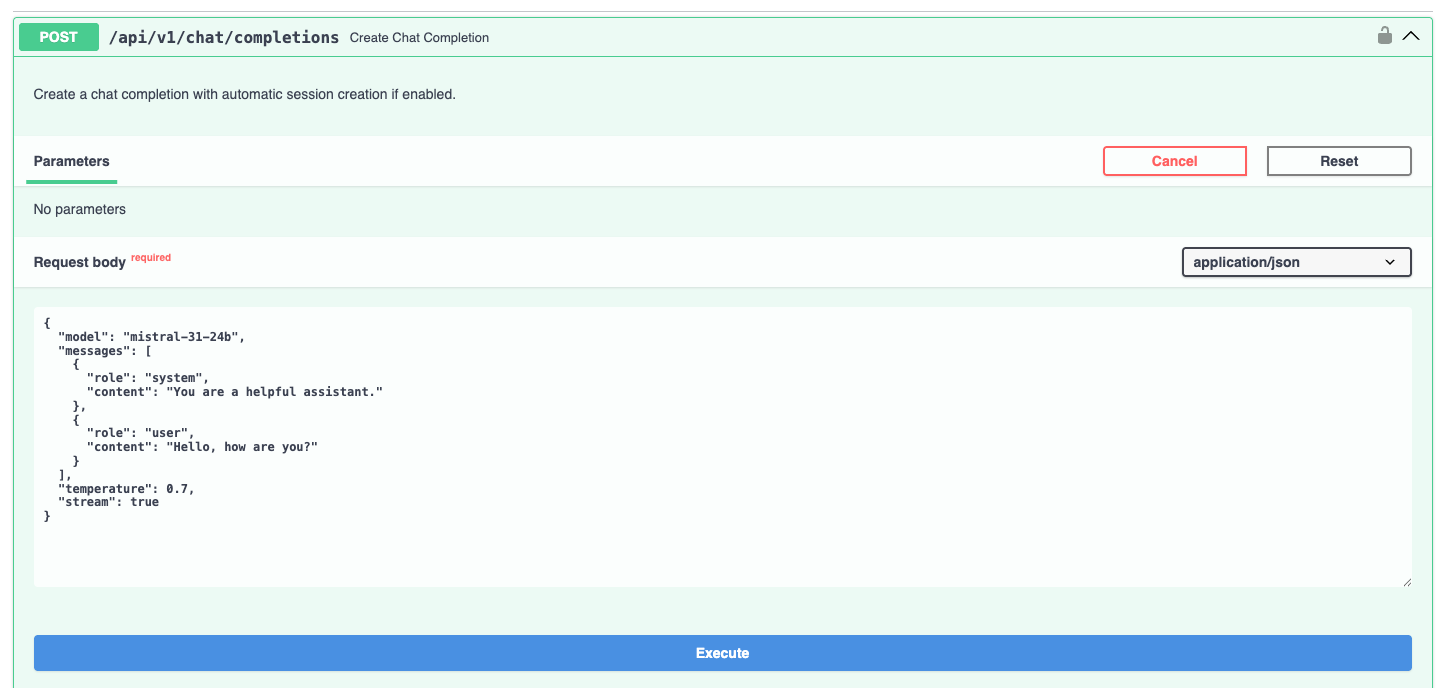 POST /api/v1/chat/completions Create Chat Completion
Create a chat completion with automatic session creation if enabled.
Parameters Cancel Reset
No parameters
Request body required application/json
{
  "model": "mistral-31-24b",
  "messages": [
    {
      "role": "system",
      "content": "You are a helpful assistant."
    },
    {
      "role": "user",
      "content": "Hello, how are you?"
    }
  ],
  "temperature": 0.7,
  "stream": true
}
Execute